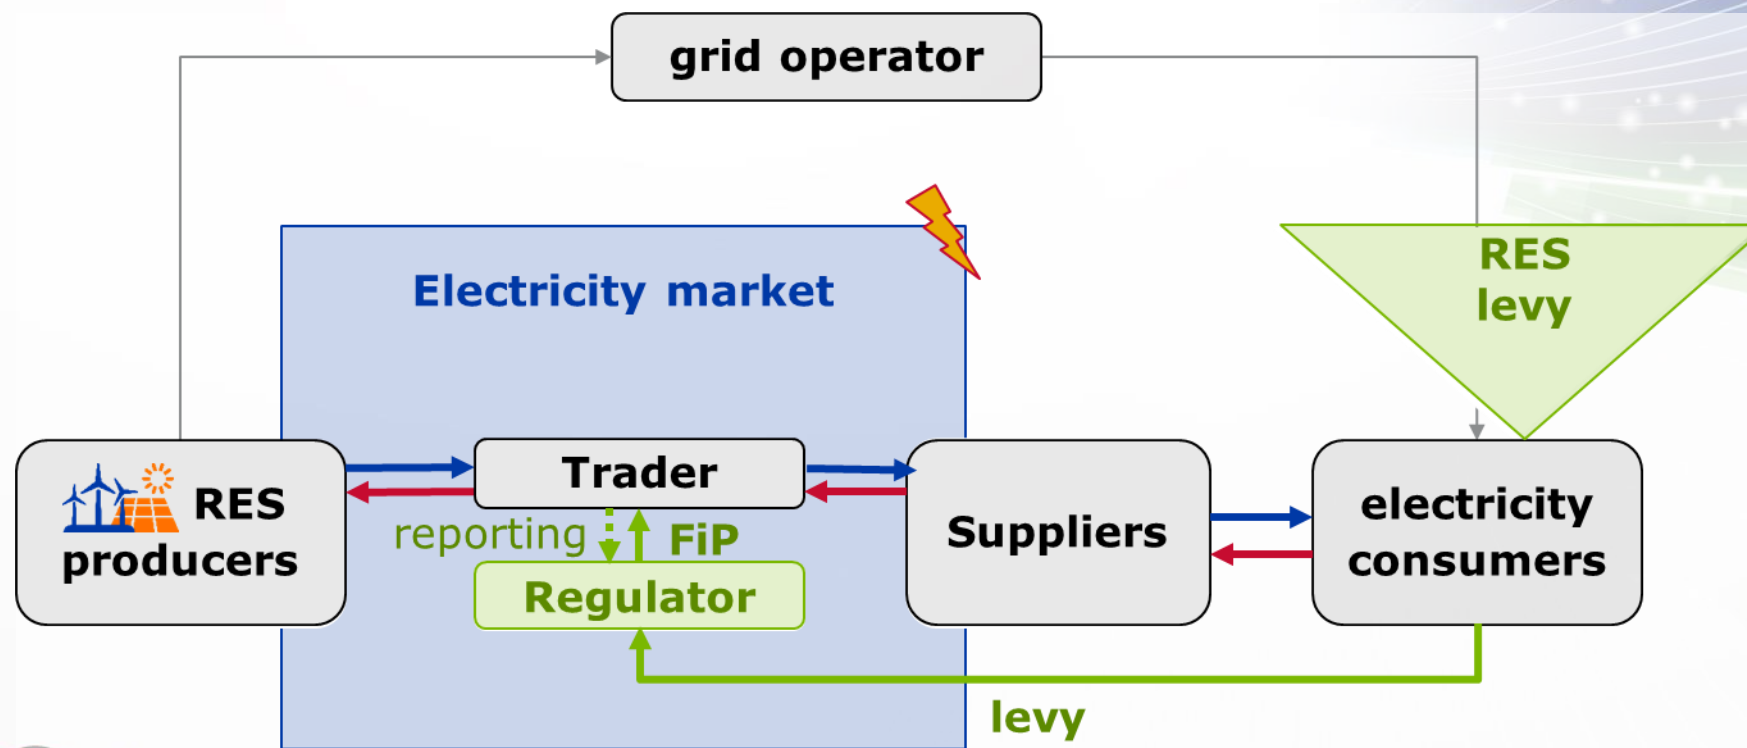 grid operator
RES
levy
Electricity market
RES
producers
Trader
reporting
FiP
Regulator
Suppliers
electricity
consumers
levy